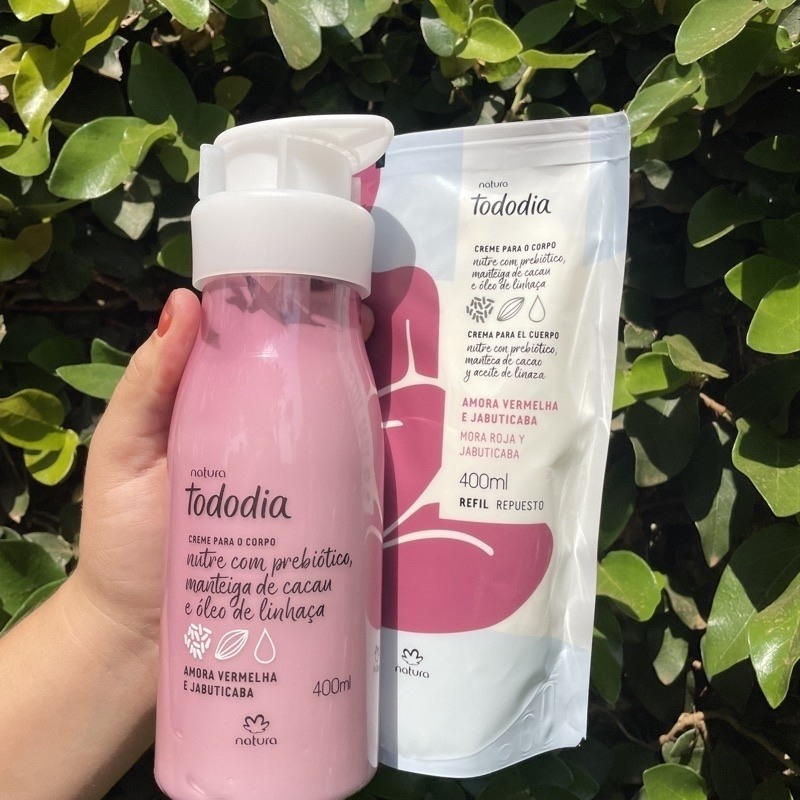 natura
tododia
CREME PARA O CORPO
nutre com prebiótico,
manteiga de cacau
e óleo de linhaça
AMORA VERMELHA
E JABUTICABA
400ml
natura
natura
tododia
CREME PARA O CORPO
nutre com prebiótico,
manteiga de cacau
e óleo de linhaça
CREMA PARA EL CUERPO
nutre con prebiótico,
manteca de cacao
y aceite de linaza
AMORA VERMELHA
E JABUTICABA
MORA ROJA Y
JABUTICABA
400ml
REFIL REPUESTO
natura